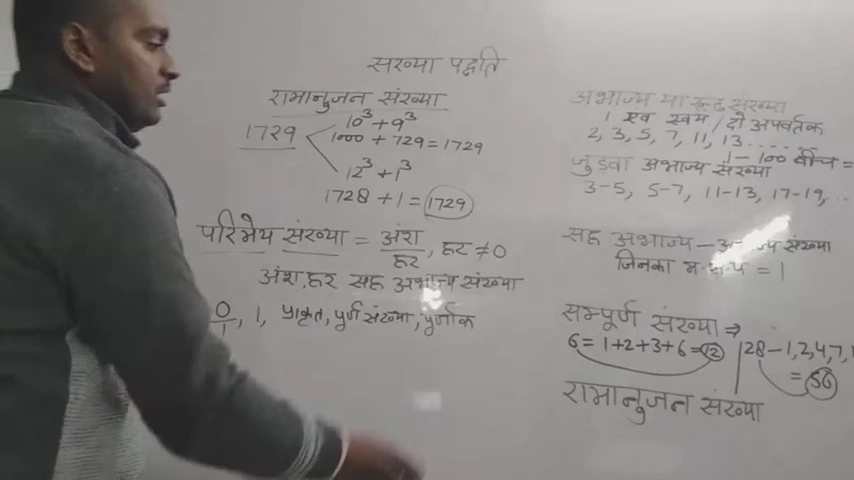 संख्या पद्धति
रामानुजन संख्या
1729
10³ + 9³
1000 + 729 = 1729
12³ + 1³
1728 + 1 = 1729
परिमेय संख्या = अंश/हर , हर ≠ 0
अंश, हर सह अभाज्य संख्या
0/1, 1, प्राकृत, पूर्ण संख्या, पूर्णांक
अभाज्य या रूढ़ संख्या
1 एवं स्वयं / दो अपवर्तक
2, 3, 5, 7, 11, 13 .....
1 - 100 बीच =
जुड़वा अभाज्य संख्या
3-5, 5-7, 11-13, 17-19, ..
सह अभाज्य - संख्या
जिनका म.स.प = 1
सम्पूर्ण संख्या ⇒
6 = 1+2+3+6 = 12 | 28 - 1,2,4,7,1
= 56
रामानुजन संख्या